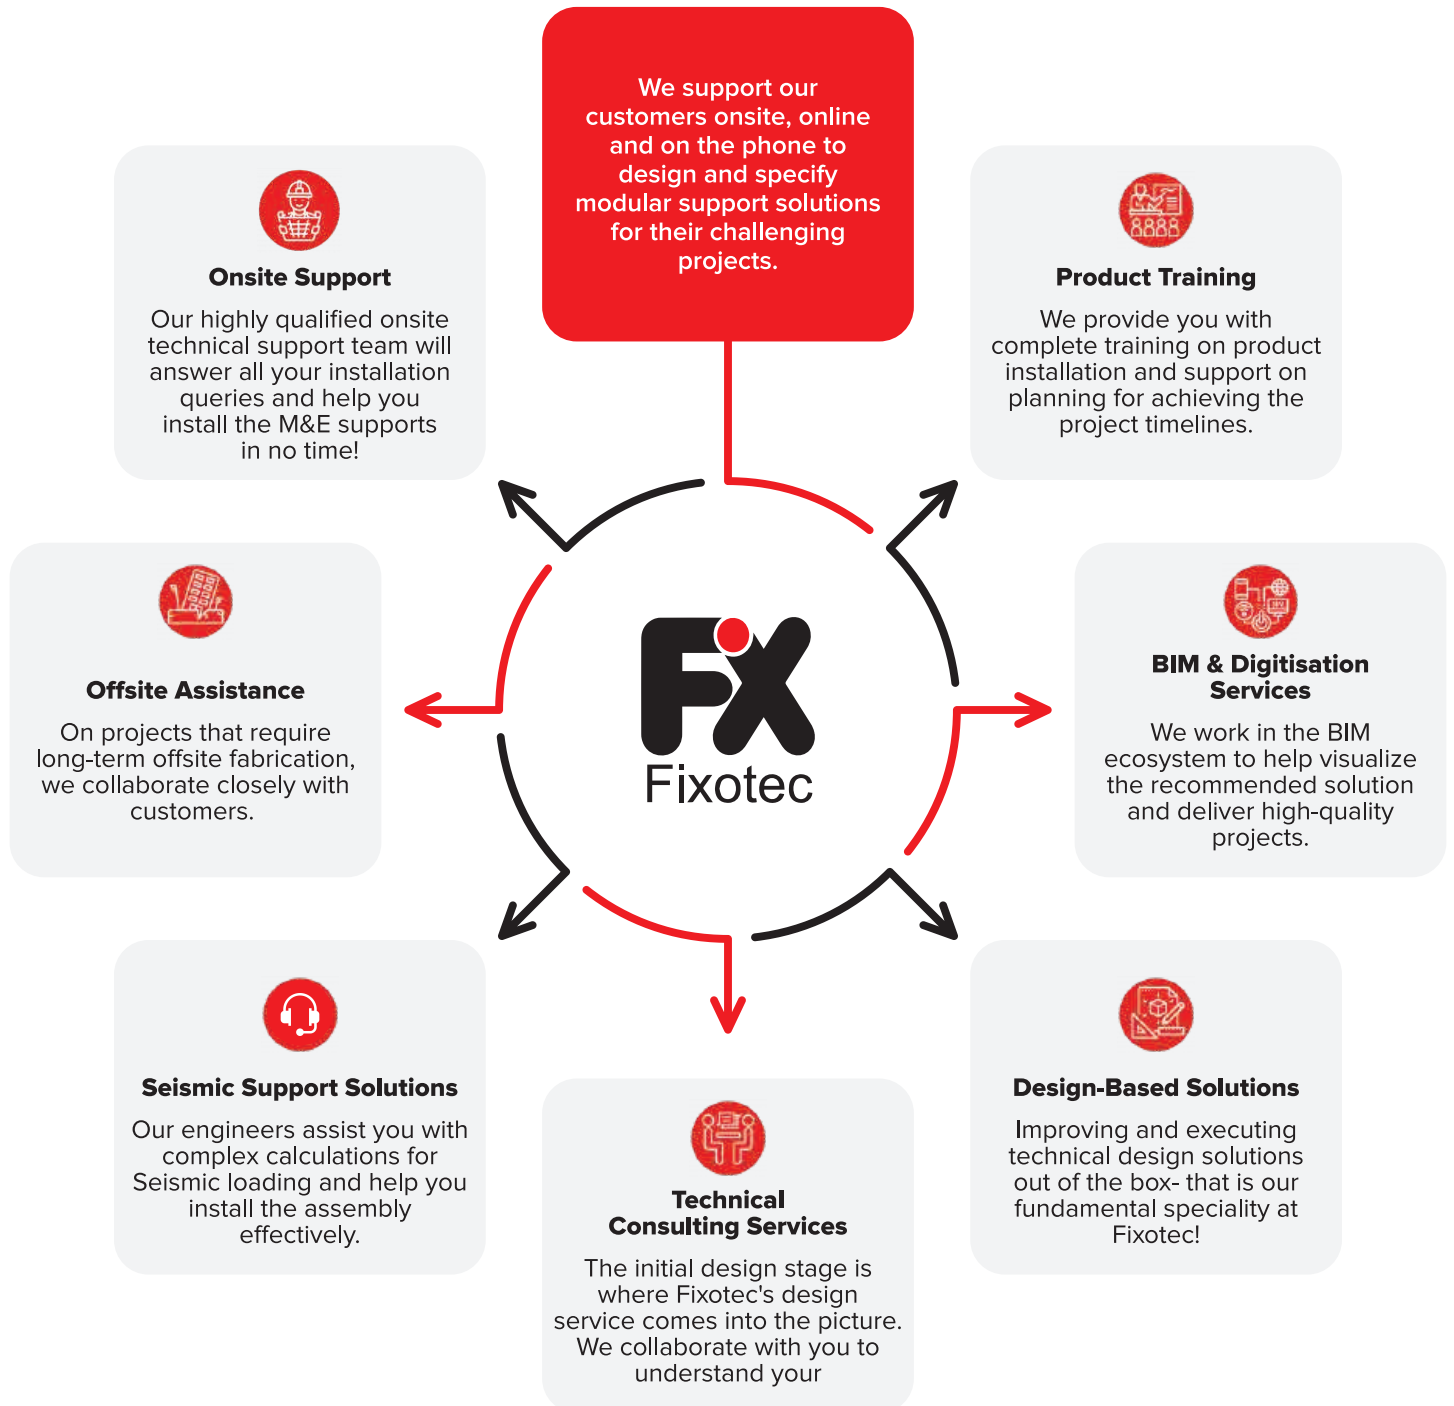 We support our
customers onsite, online
and on the phone to
design and specify
modular support solutions
for their challenging
projects.
Onsite Support
Our highly qualified onsite
technical support team will
answer all your installation
queries and help you
install the M&E supports
in no time!
Product Training
We provide you with
complete training on product
installation and support on
planning for achieving the
project timelines.
Offsite Assistance
On projects that require
long-term offsite fabrication,
we collaborate closely with
customers.
FiX
Fixotec
BIM & Digitisation
Services
We work in the BIM
ecosystem to help visualize
the recommended solution
and deliver high-quality
projects.
Seismic Support Solutions
Our engineers assist you with
complex calculations for
Seismic loading and help you
install the assembly
effectively.
Technical
Consulting Services
The initial design stage is
where Fixotec's design
service comes into the picture.
We collaborate with you to
understand your
Design-Based Solutions
Improving and executing
technical design solutions
out of the box- that is our
fundamental speciality at
Fixotec!